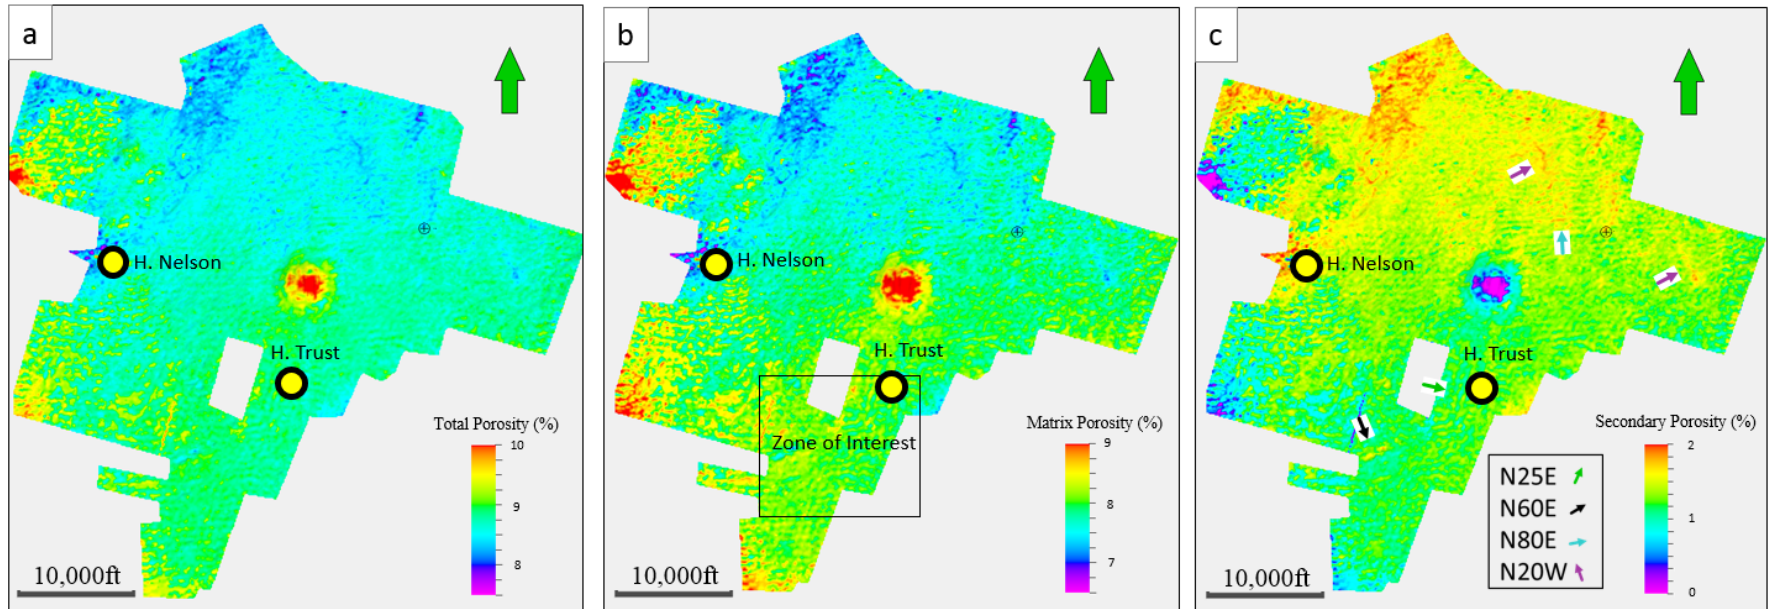 a
H. Nelson
H. Trust
Total Porosity (%)
10
9
8
10,000ft
b
H. Nelson
H. Trust
Zone of Interest
Matrix Porosity (%)
9
8
7
10,000ft
c
H. Nelson
H. Trust
Secondary Porosity (%)
2
1
0
N25E
N60E
N80E
N20W
10,000ft